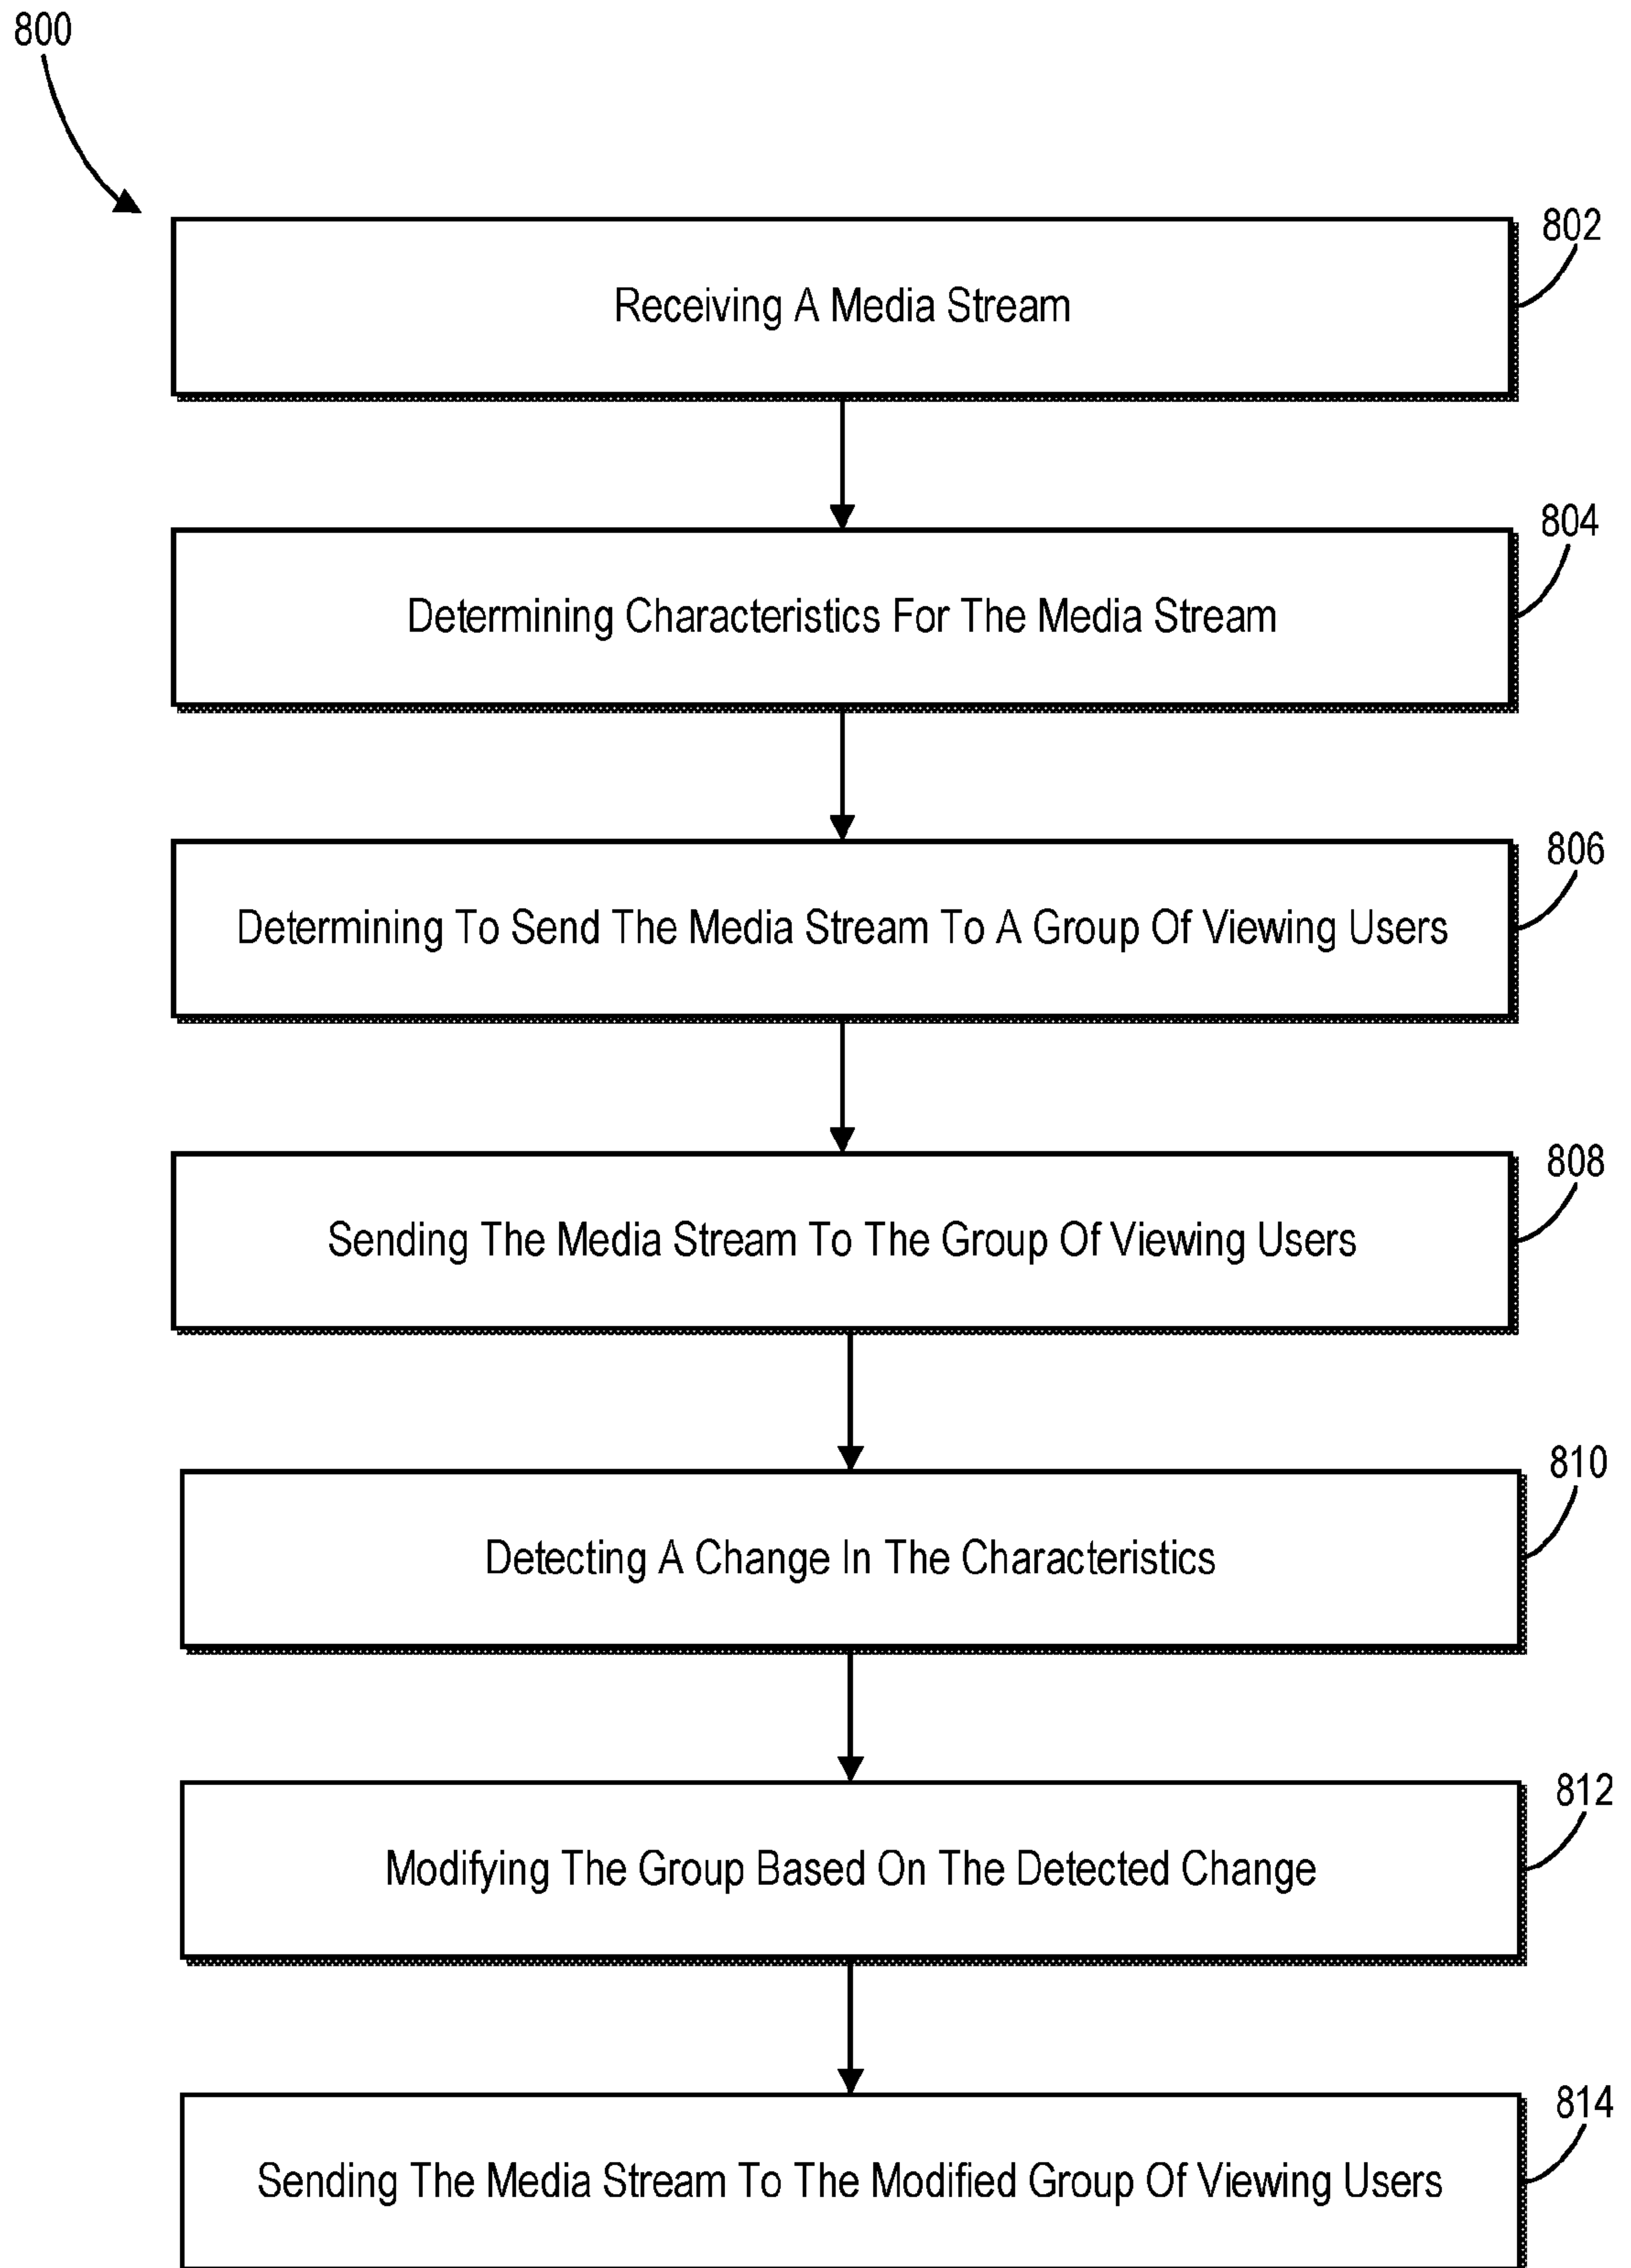 800
802
Receiving A Media Stream
804
Determining Characteristics For The Media Stream
806
Determining To Send The Media Stream To A Group Of Viewing Users
808
Sending The Media Stream To The Group Of Viewing Users
810
Detecting A Change In The Characteristics
812
Modifying The Group Based On The Detected Change
814
Sending The Media Stream To The Modified Group Of Viewing Users